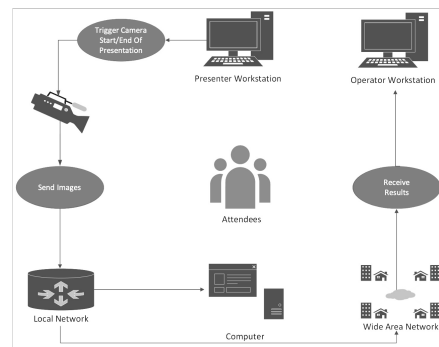 Trigger Camera
Start/End Of
Presentation
Presenter Workstation
Operator Workstation
Send Images
Attendees
Receive
Results
Local Network
Computer
Wide Area Network